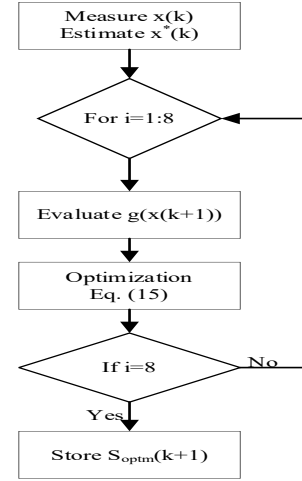 Measure x(k)
Estimate x*(k)
For i=1:8
Evaluate g(x(k+1))
Optimization
Eq. (15)
If i=8
No
Yes
Store Soptm(k+1)